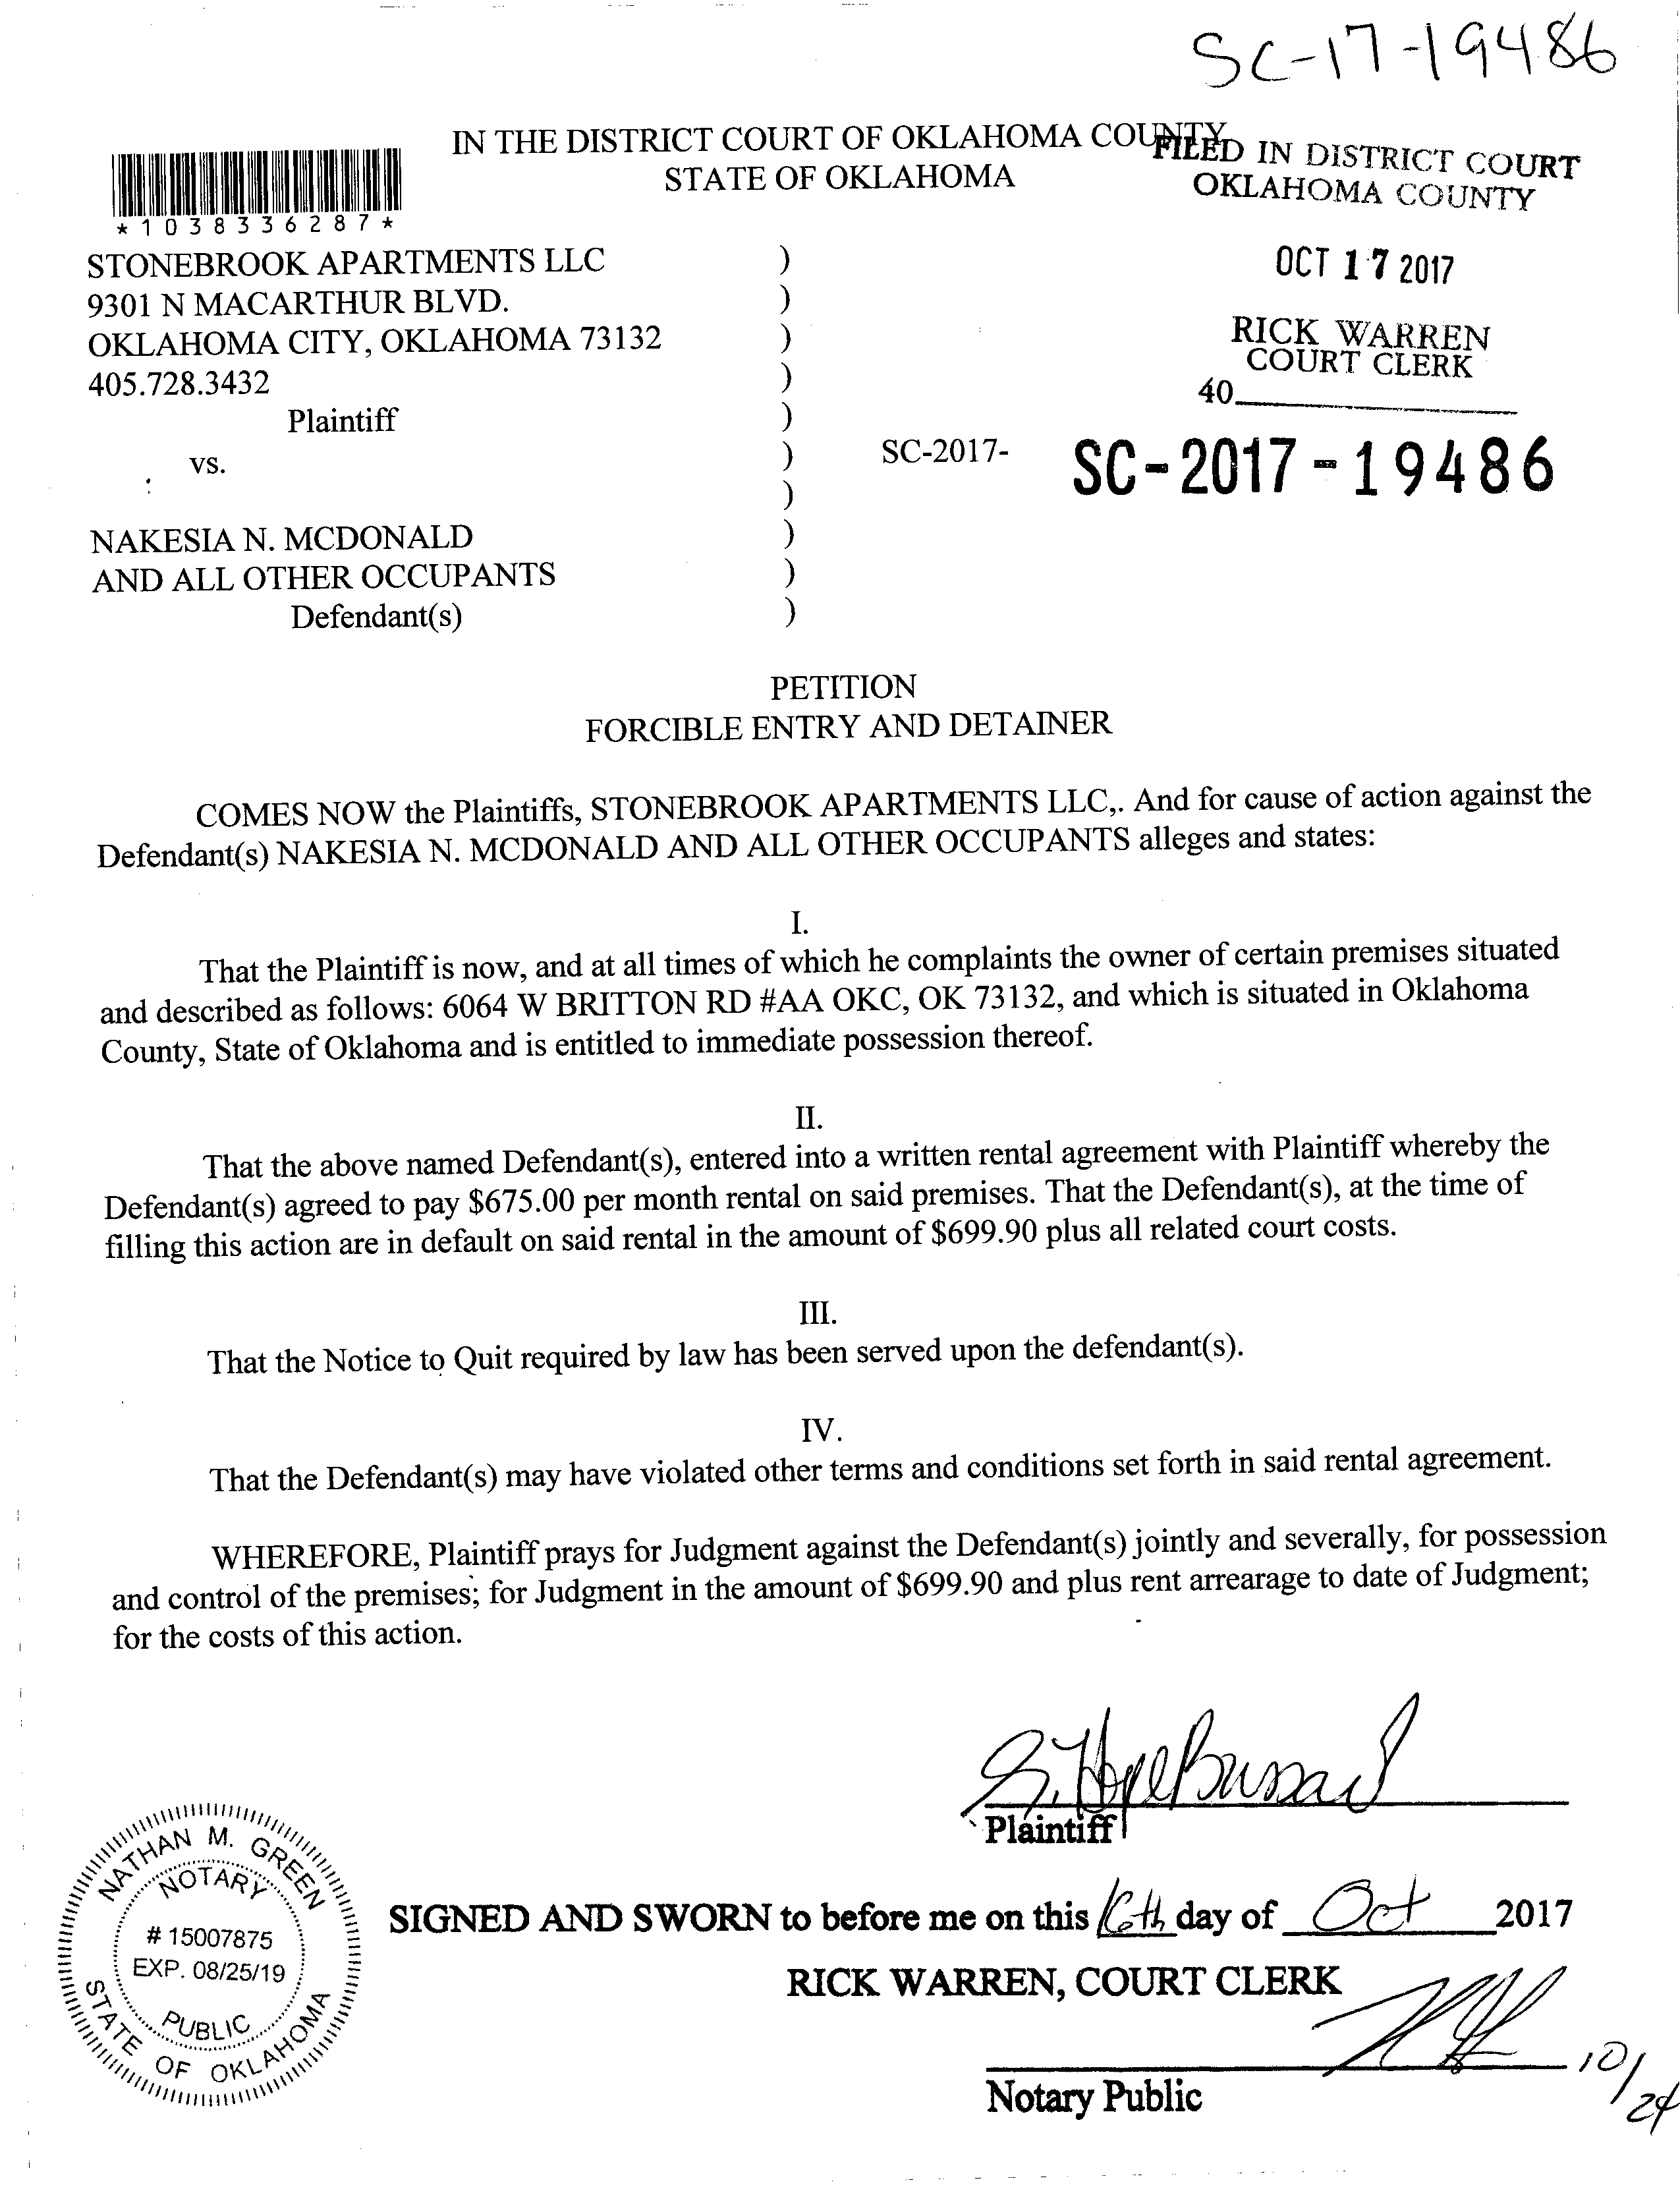 SC-17-19486
IN THE DISTRICT COURT OF OKLAHOMA COUNTY
STATE OF OKLAHOMA
FILED IN DISTRICT COURT
OKLAHOMA COUNTY
*1038336287*
OCT 17 2017
RICK WARREN
COURT CLERK
40
STONEBROOK APARTMENTS LLC )
9301 N MACARTHUR BLVD. )
OKLAHOMA CITY, OKLAHOMA 73132 )
405.728.3432 )
Plaintiff )
vs. ) SC-2017- SC-2017-19486
)
NAKESIA N. MCDONALD )
AND ALL OTHER OCCUPANTS )
Defendant(s) )
PETITION
FORCIBLE ENTRY AND DETAINER
COMES NOW the Plaintiffs, STONEBROOK APARTMENTS LLC,. And for cause of action against the
Defendant(s) NAKESIA N. MCDONALD AND ALL OTHER OCCUPANTS alleges and states:
I.
That the Plaintiff is now, and at all times of which he complaints the owner of certain premises situated
and described as follows: 6064 W BRITTON RD #AA OKC, OK 73132, and which is situated in Oklahoma
County, State of Oklahoma and is entitled to immediate possession thereof.
II.
That the above named Defendant(s), entered into a written rental agreement with Plaintiff whereby the
Defendant(s) agreed to pay $675.00 per month rental on said premises. That the Defendant(s), at the time of
filling this action are in default on said rental in the amount of $699.90 plus all related court costs.
III.
That the Notice to Quit required by law has been served upon the defendant(s).
IV.
That the Defendant(s) may have violated other terms and conditions set forth in said rental agreement.
WHEREFORE, Plaintiff prays for Judgment against the Defendant(s) jointly and severally, for possession
and control of the premises; for Judgment in the amount of $699.90 and plus rent arrearage to date of Judgment;
for the costs of this action.
Plaintiff
NATHAN M. GREEN
NOTARY
# 15007875
EXP. 08/25/19
PUBLIC
STATE OF OKLAHOMA
SIGNED AND SWORN to before me on this 16th day of Oct 2017
RICK WARREN, COURT CLERK
Notary Public
10/24